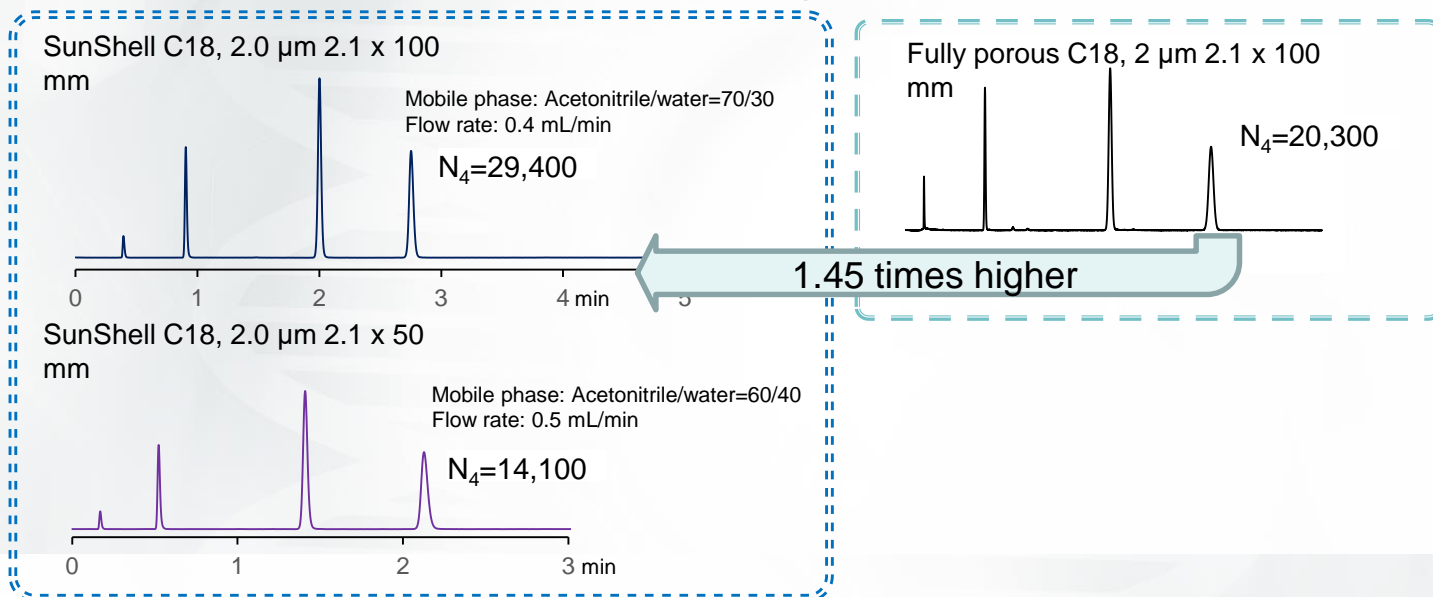 SunShell C18, 2.0 µm 2.1 x 100
mm
Mobile phase: Acetonitrile/water=70/30
Flow rate: 0.4 mL/min
N₄=29,400
0 1 2 3 4 min 5
Fully porous C18, 2 µm 2.1 x 100
mm
N₄=20,300
1.45 times higher
SunShell C18, 2.0 µm 2.1 x 50
mm
Mobile phase: Acetonitrile/water=60/40
Flow rate: 0.5 mL/min
N₄=14,100
0 1 2 3 min